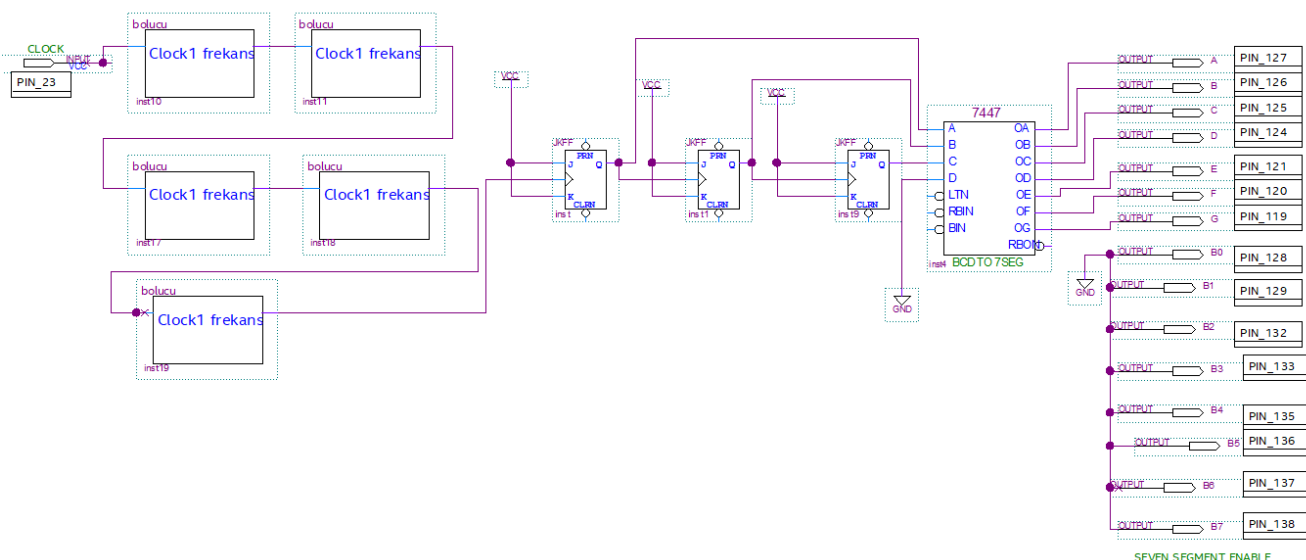 CLOCK
INPUT
VCC
PIN_23
bolucu
Clock1 frekans
inst10
bolucu
Clock1 frekans
inst11
bolucu
Clock1 frekans
inst17
bolucu
Clock1 frekans
inst18
bolucu
Clock1 frekans
inst19
VCC
JKFF
PRN
J Q
K
CLRN
inst
VCC
JKFF
PRN
J Q
K
CLRN
inst1
VCC
JKFF
PRN
J Q
K
CLRN
inst9
7447
A OA
B OB
C OC
D OD
LTN OE
RBIN OF
BIN OG
RBON
inst4 BCD TO 7SEG
GND
GND
OUTPUT A PIN_127
OUTPUT B PIN_126
OUTPUT C PIN_125
OUTPUT D PIN_124
OUTPUT E PIN_121
OUTPUT F PIN_120
OUTPUT G PIN_119
OUTPUT B0 PIN_128
OUTPUT B1 PIN_129
OUTPUT B2 PIN_132
OUTPUT B3 PIN_133
OUTPUT B4 PIN_135
OUTPUT B5 PIN_136
OUTPUT B6 PIN_137
OUTPUT B7 PIN_138
SEVEN SEGMENT ENABLE